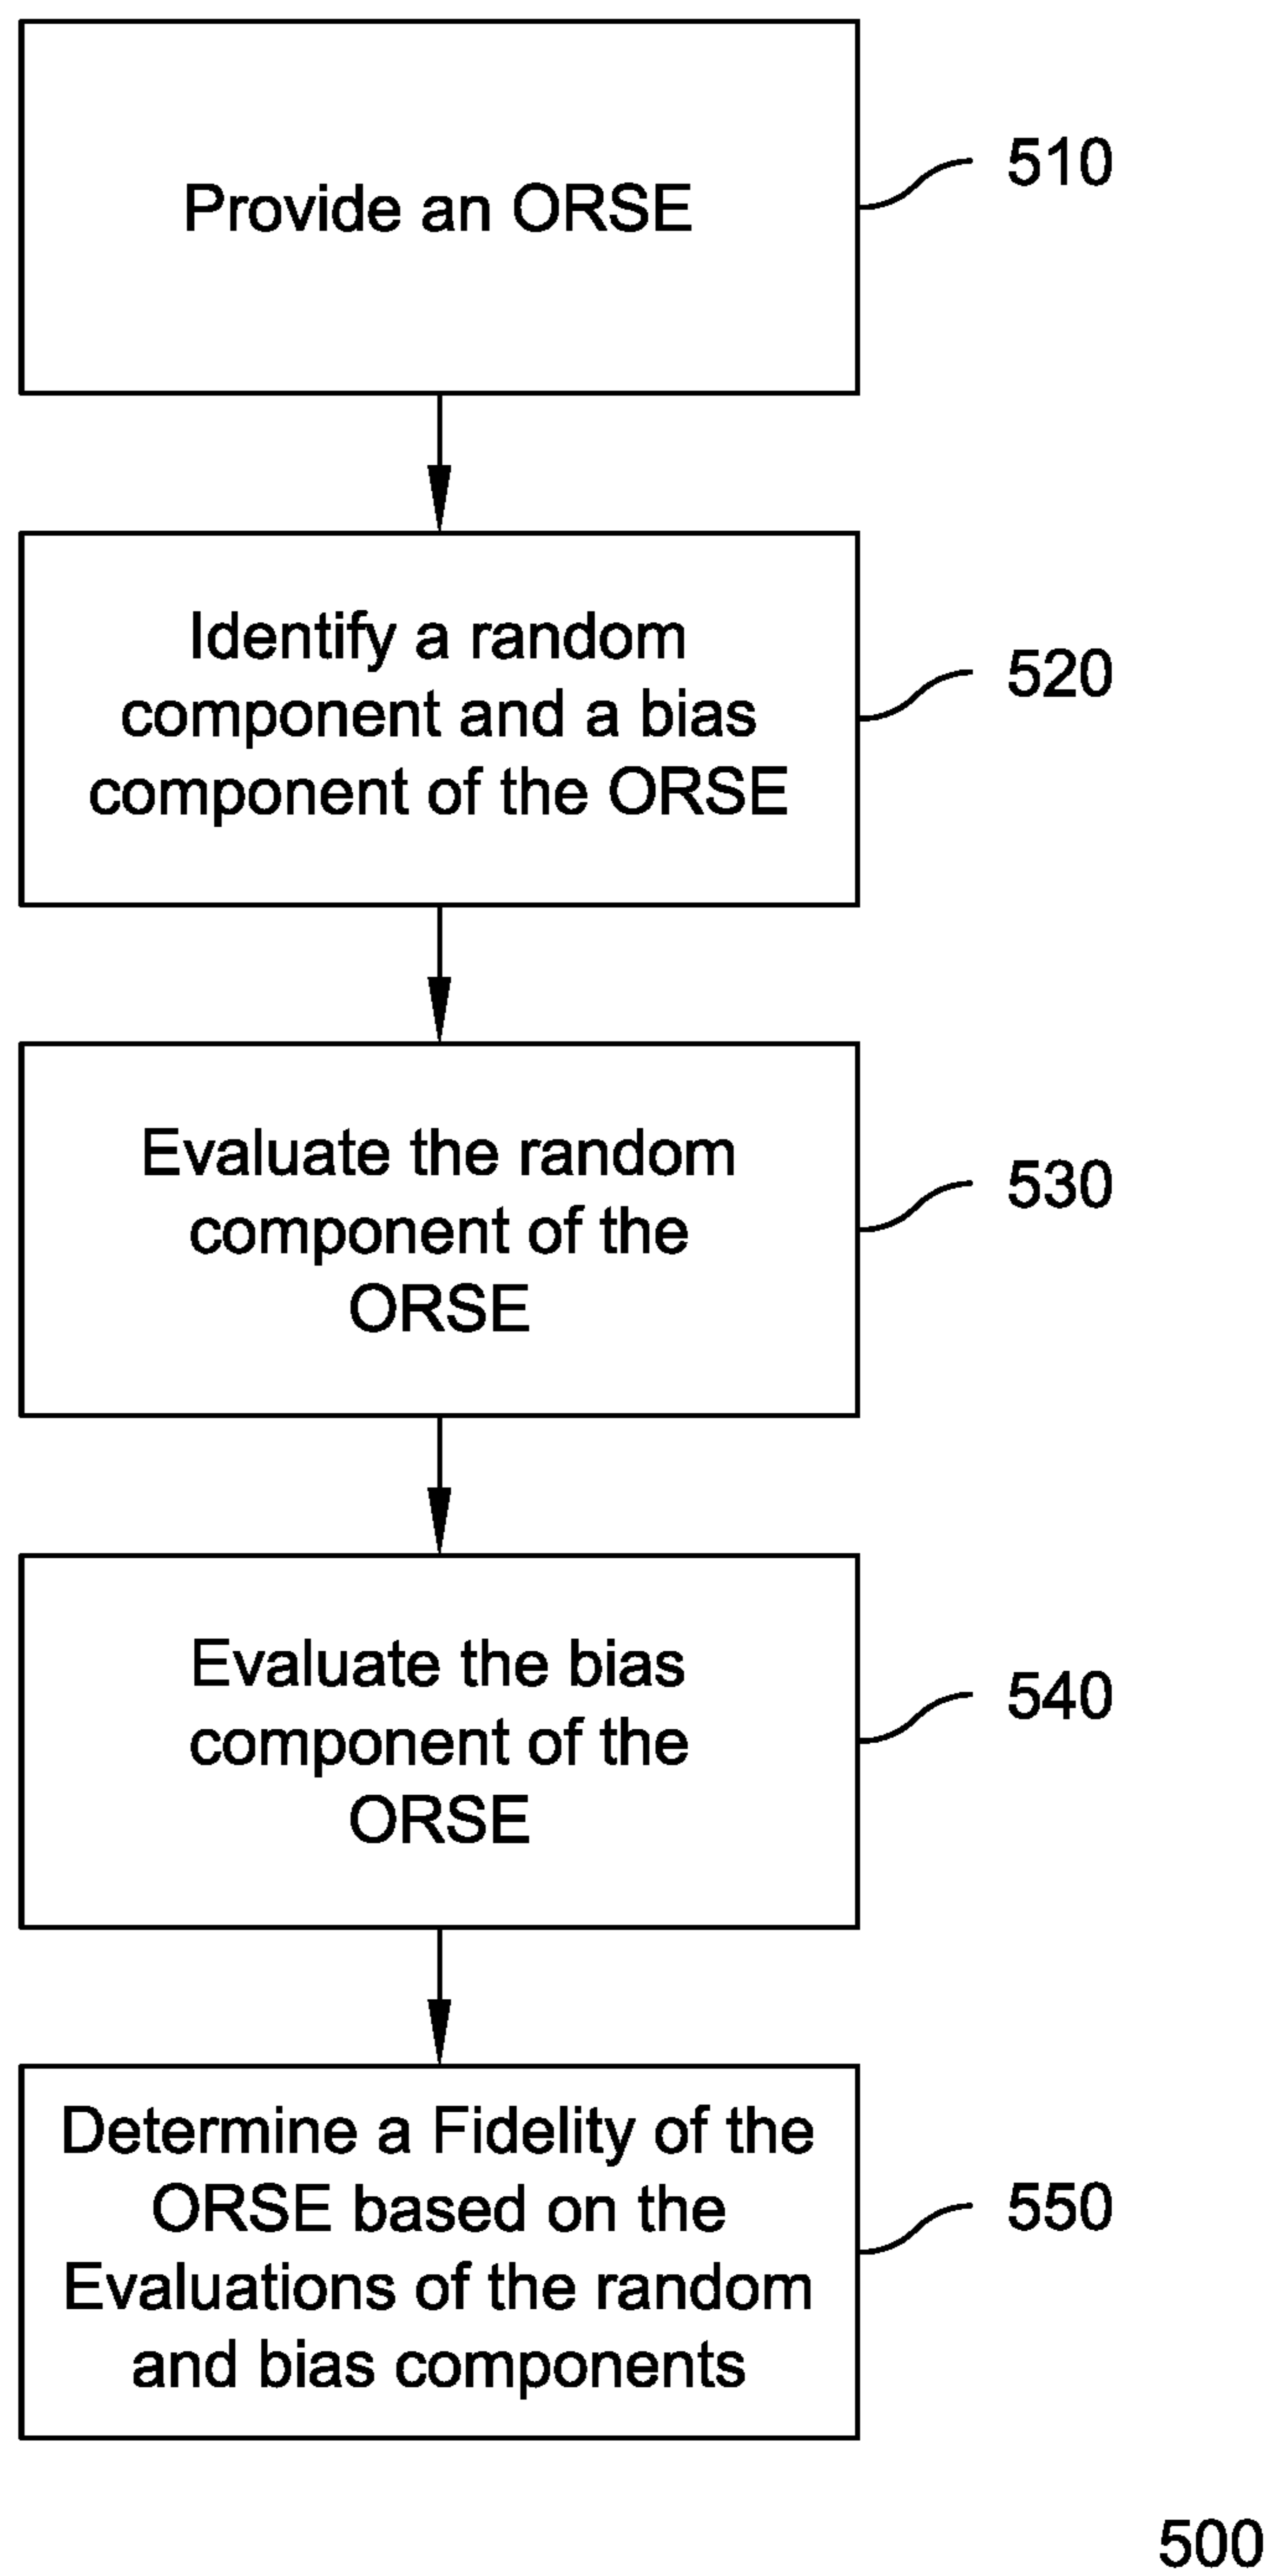 Provide an ORSE
510
Identify a random
component and a bias
component of the ORSE
520
Evaluate the random
component of the
ORSE
530
Evaluate the bias
component of the
ORSE
540
Determine a Fidelity of the
ORSE based on the
Evaluations of the random
and bias components
550
500